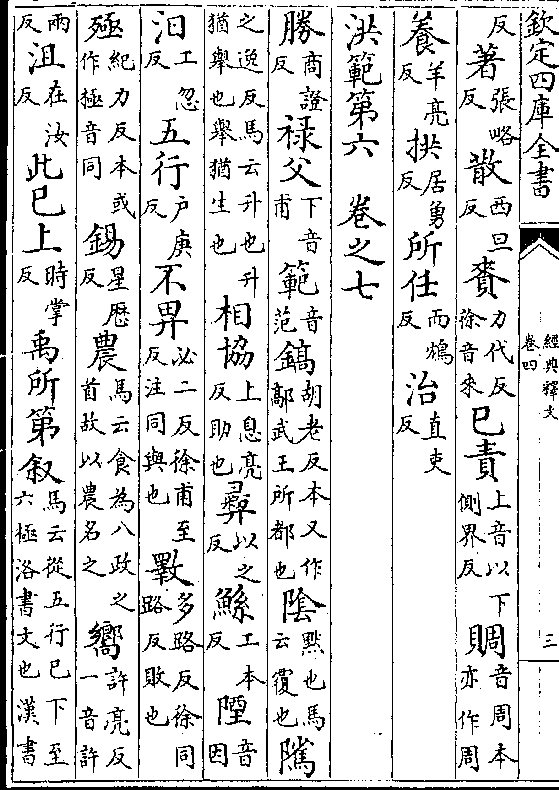 欽定四庫全書
經典釋文
卷四
三
反著張略反散西旦反賚力代反徐音來已責上音以下側界反賙音周本亦作周
養羊亮反拱居勇反所任而鴆反治直吏反
洪範第六 卷之七
勝商證反祿父下音甫範音范鎬胡老反本又作鄗武王所都也陰黙也馬云覆也隲
之逸反馬云升也升猶舉也舉猶生也相協上息亮反助也彞以之反鯀工本反陻音因
汩工忽反五行户庚反不畀必二反徐甫至反注同與也斁多路反徐同路反敗也
殛紀力反本或作極音同錫星歷反農馬云食為八政之首故以農名之嚮許亮反一音許
兩反沮在汝反此已上時掌反禹所第叙馬云從五行已下至六極洛書文也漢書